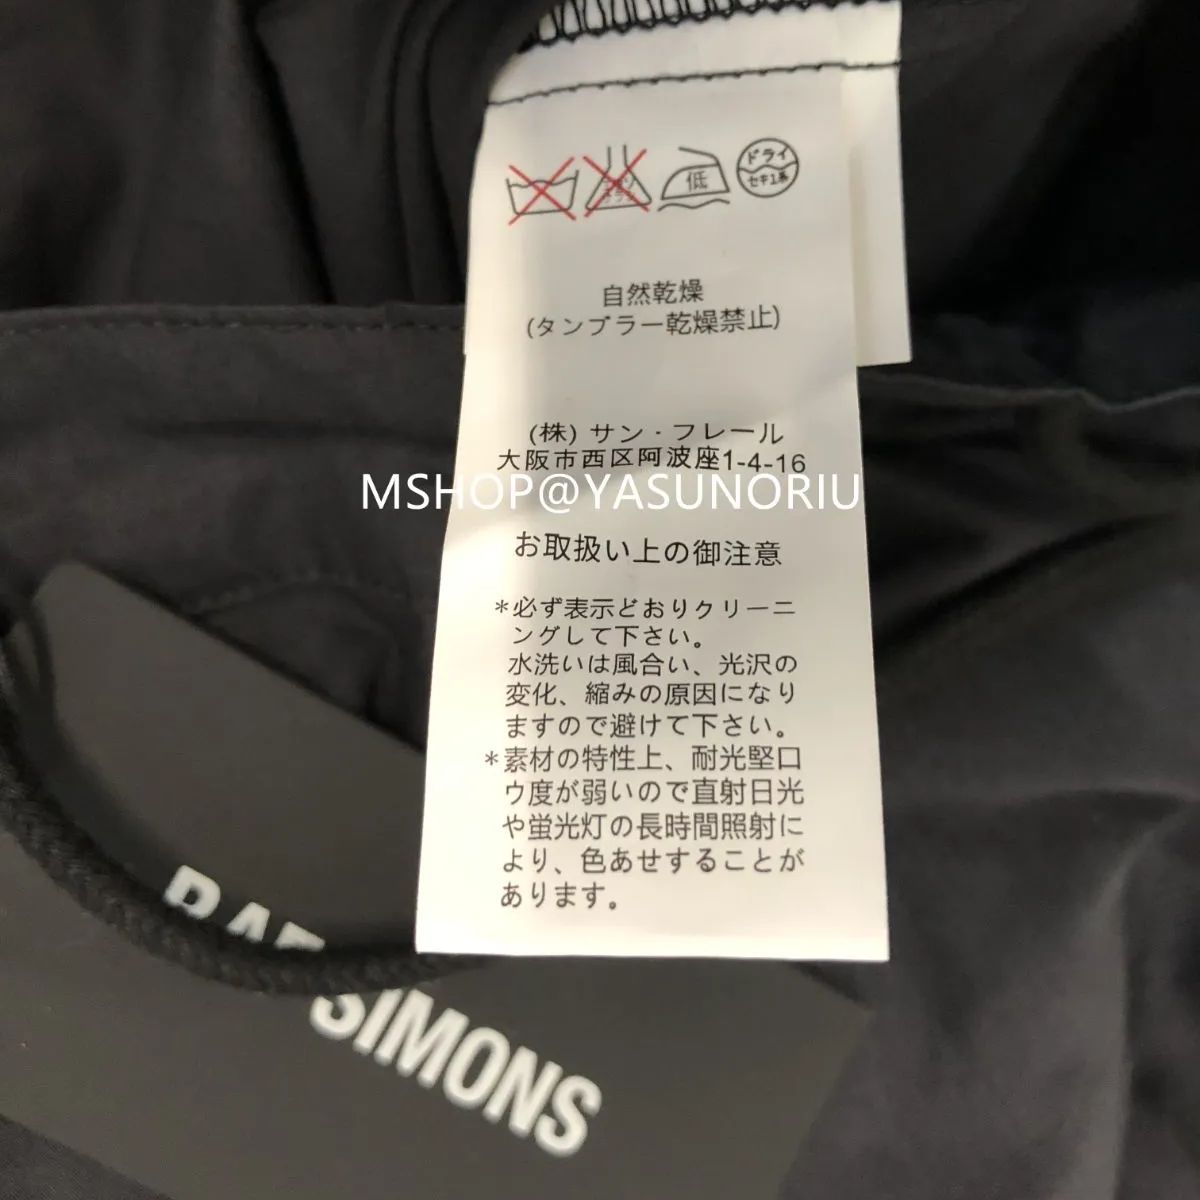 ドライ
セキユ系
低
自然乾燥
(タンブラー乾燥禁止)
(株) サン・フレール
大阪市西区阿波座1-4-16
MSHOP@YASUNORIU
お取扱い上の御注意
*必ず表示どおりクリーニ
ングして下さい。
水洗いは風合い、光沢の
変化、縮みの原因になり
ますので避けて下さい。
*素材の特性上、耐光堅口
ウ度が弱いので直射日光
や蛍光灯の長時間照射に
より、色あせすることが
あります。
SIMONS